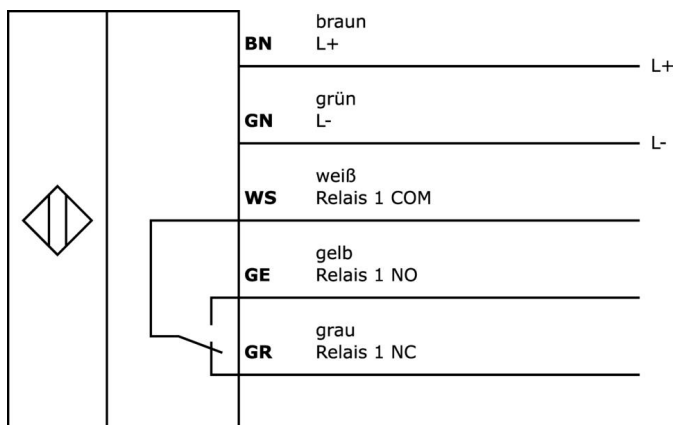 braun
BN L+
L+
grün
GN L-
L-
weiß
WS Relais 1 COM
gelb
GE Relais 1 NO
grau
GR Relais 1 NC